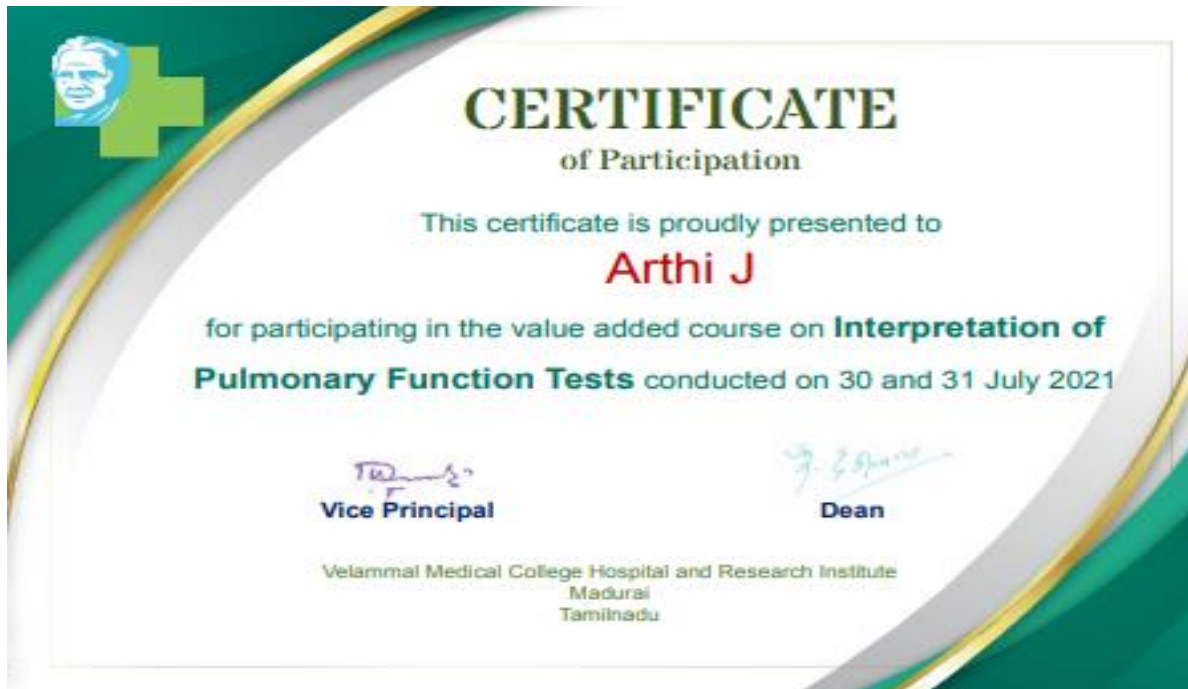 CERTIFICATE
of Participation
This certificate is proudly presented to
Arthi J
for participating in the value added course on Interpretation of
Pulmonary Function Tests conducted on 30 and 31 July 2021
Vice Principal
Dean
Velammal Medical College Hospital and Research Institute
Madurai
Tamilnadu